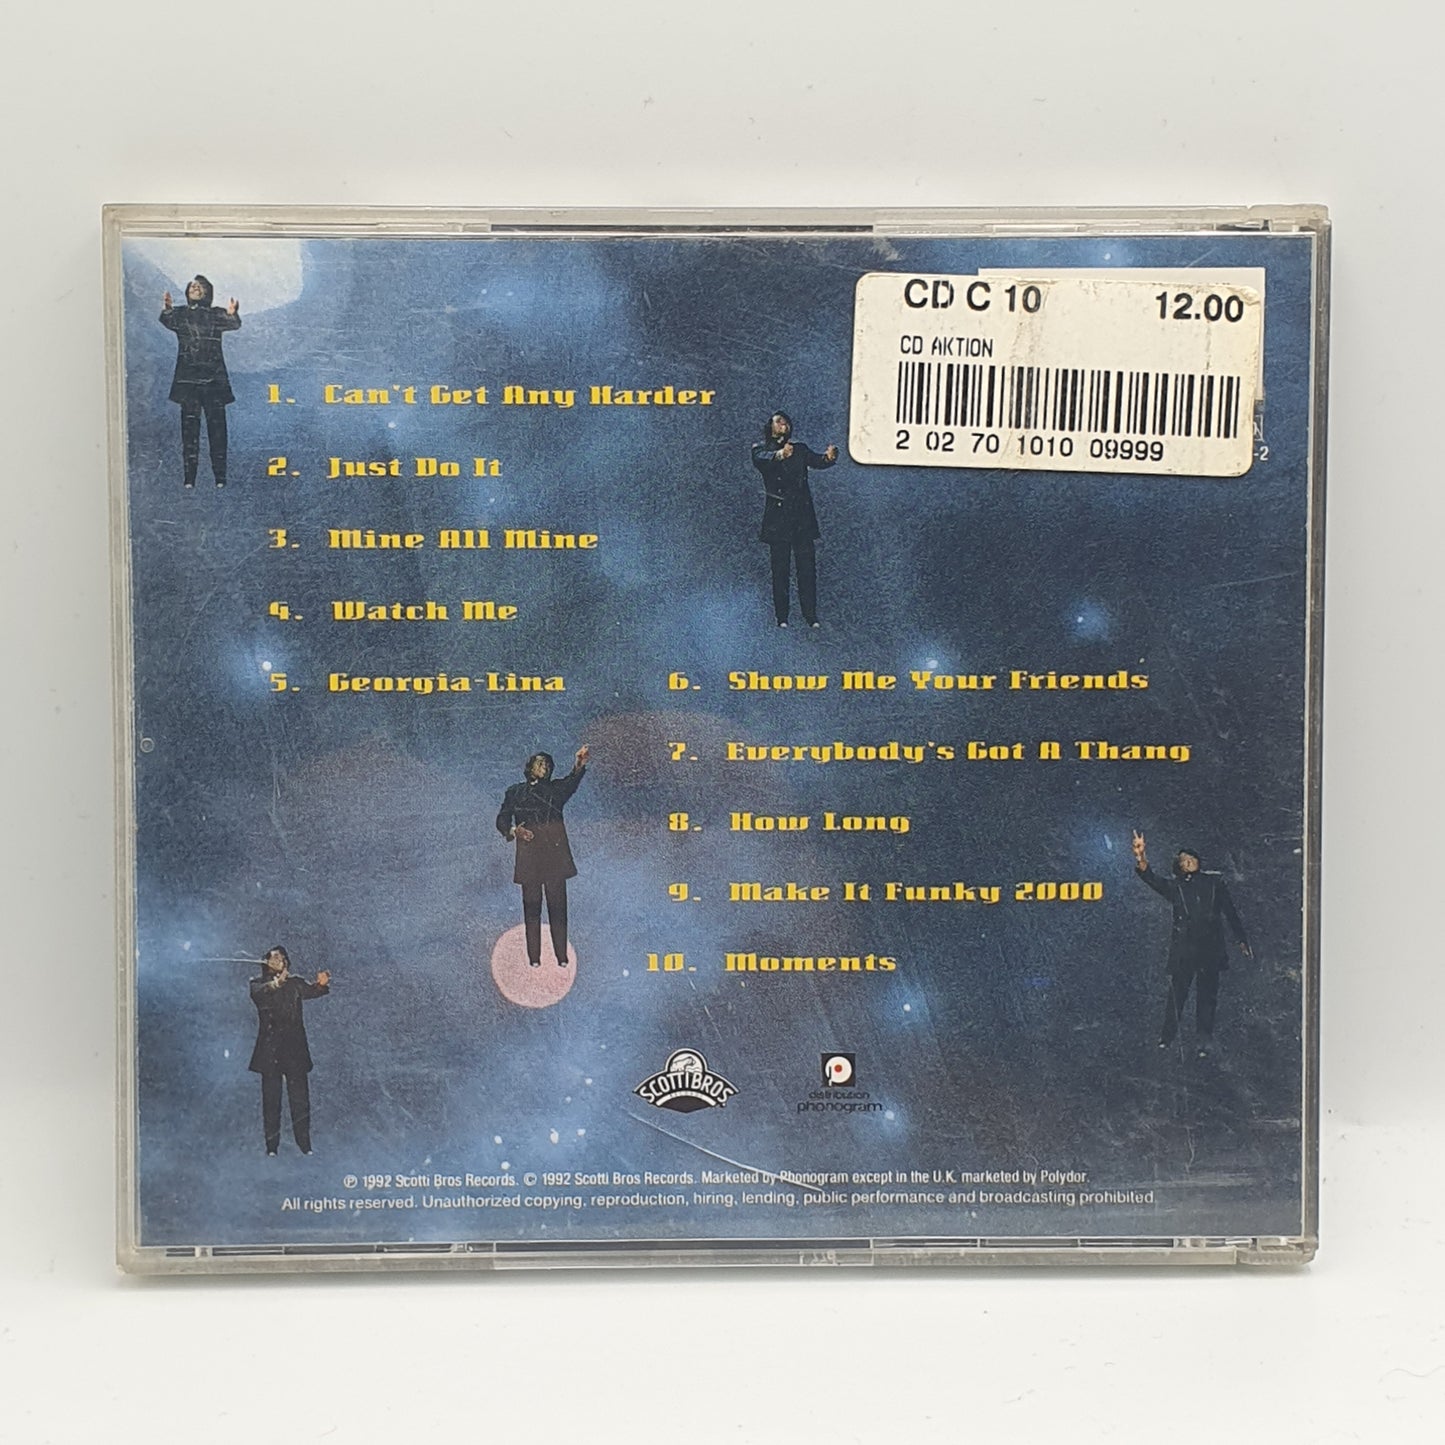 CD C 10 12.00
CD AKTION
2 02 70 1010 09999
N
-2
1. Can't Get Any Harder
2. Just Do It
3. Mine All Mine
4. Watch Me
5. Georgia-Lina
6. Show Me Your Friends
7. Everybody's Got A Thang
8. How Long
9. Make It Funky 2000
10. Moments
SCOTTI BROS.
RECORDS
distribution
phonogram
℗ 1992 Scotti Bros Records. © 1992 Scotti Bros Records. Marketed by Phonogram except in the U.K. marketed by Polydor.
All rights reserved. Unauthorized copying, reproduction, hiring, lending, public performance and broadcasting prohibited.